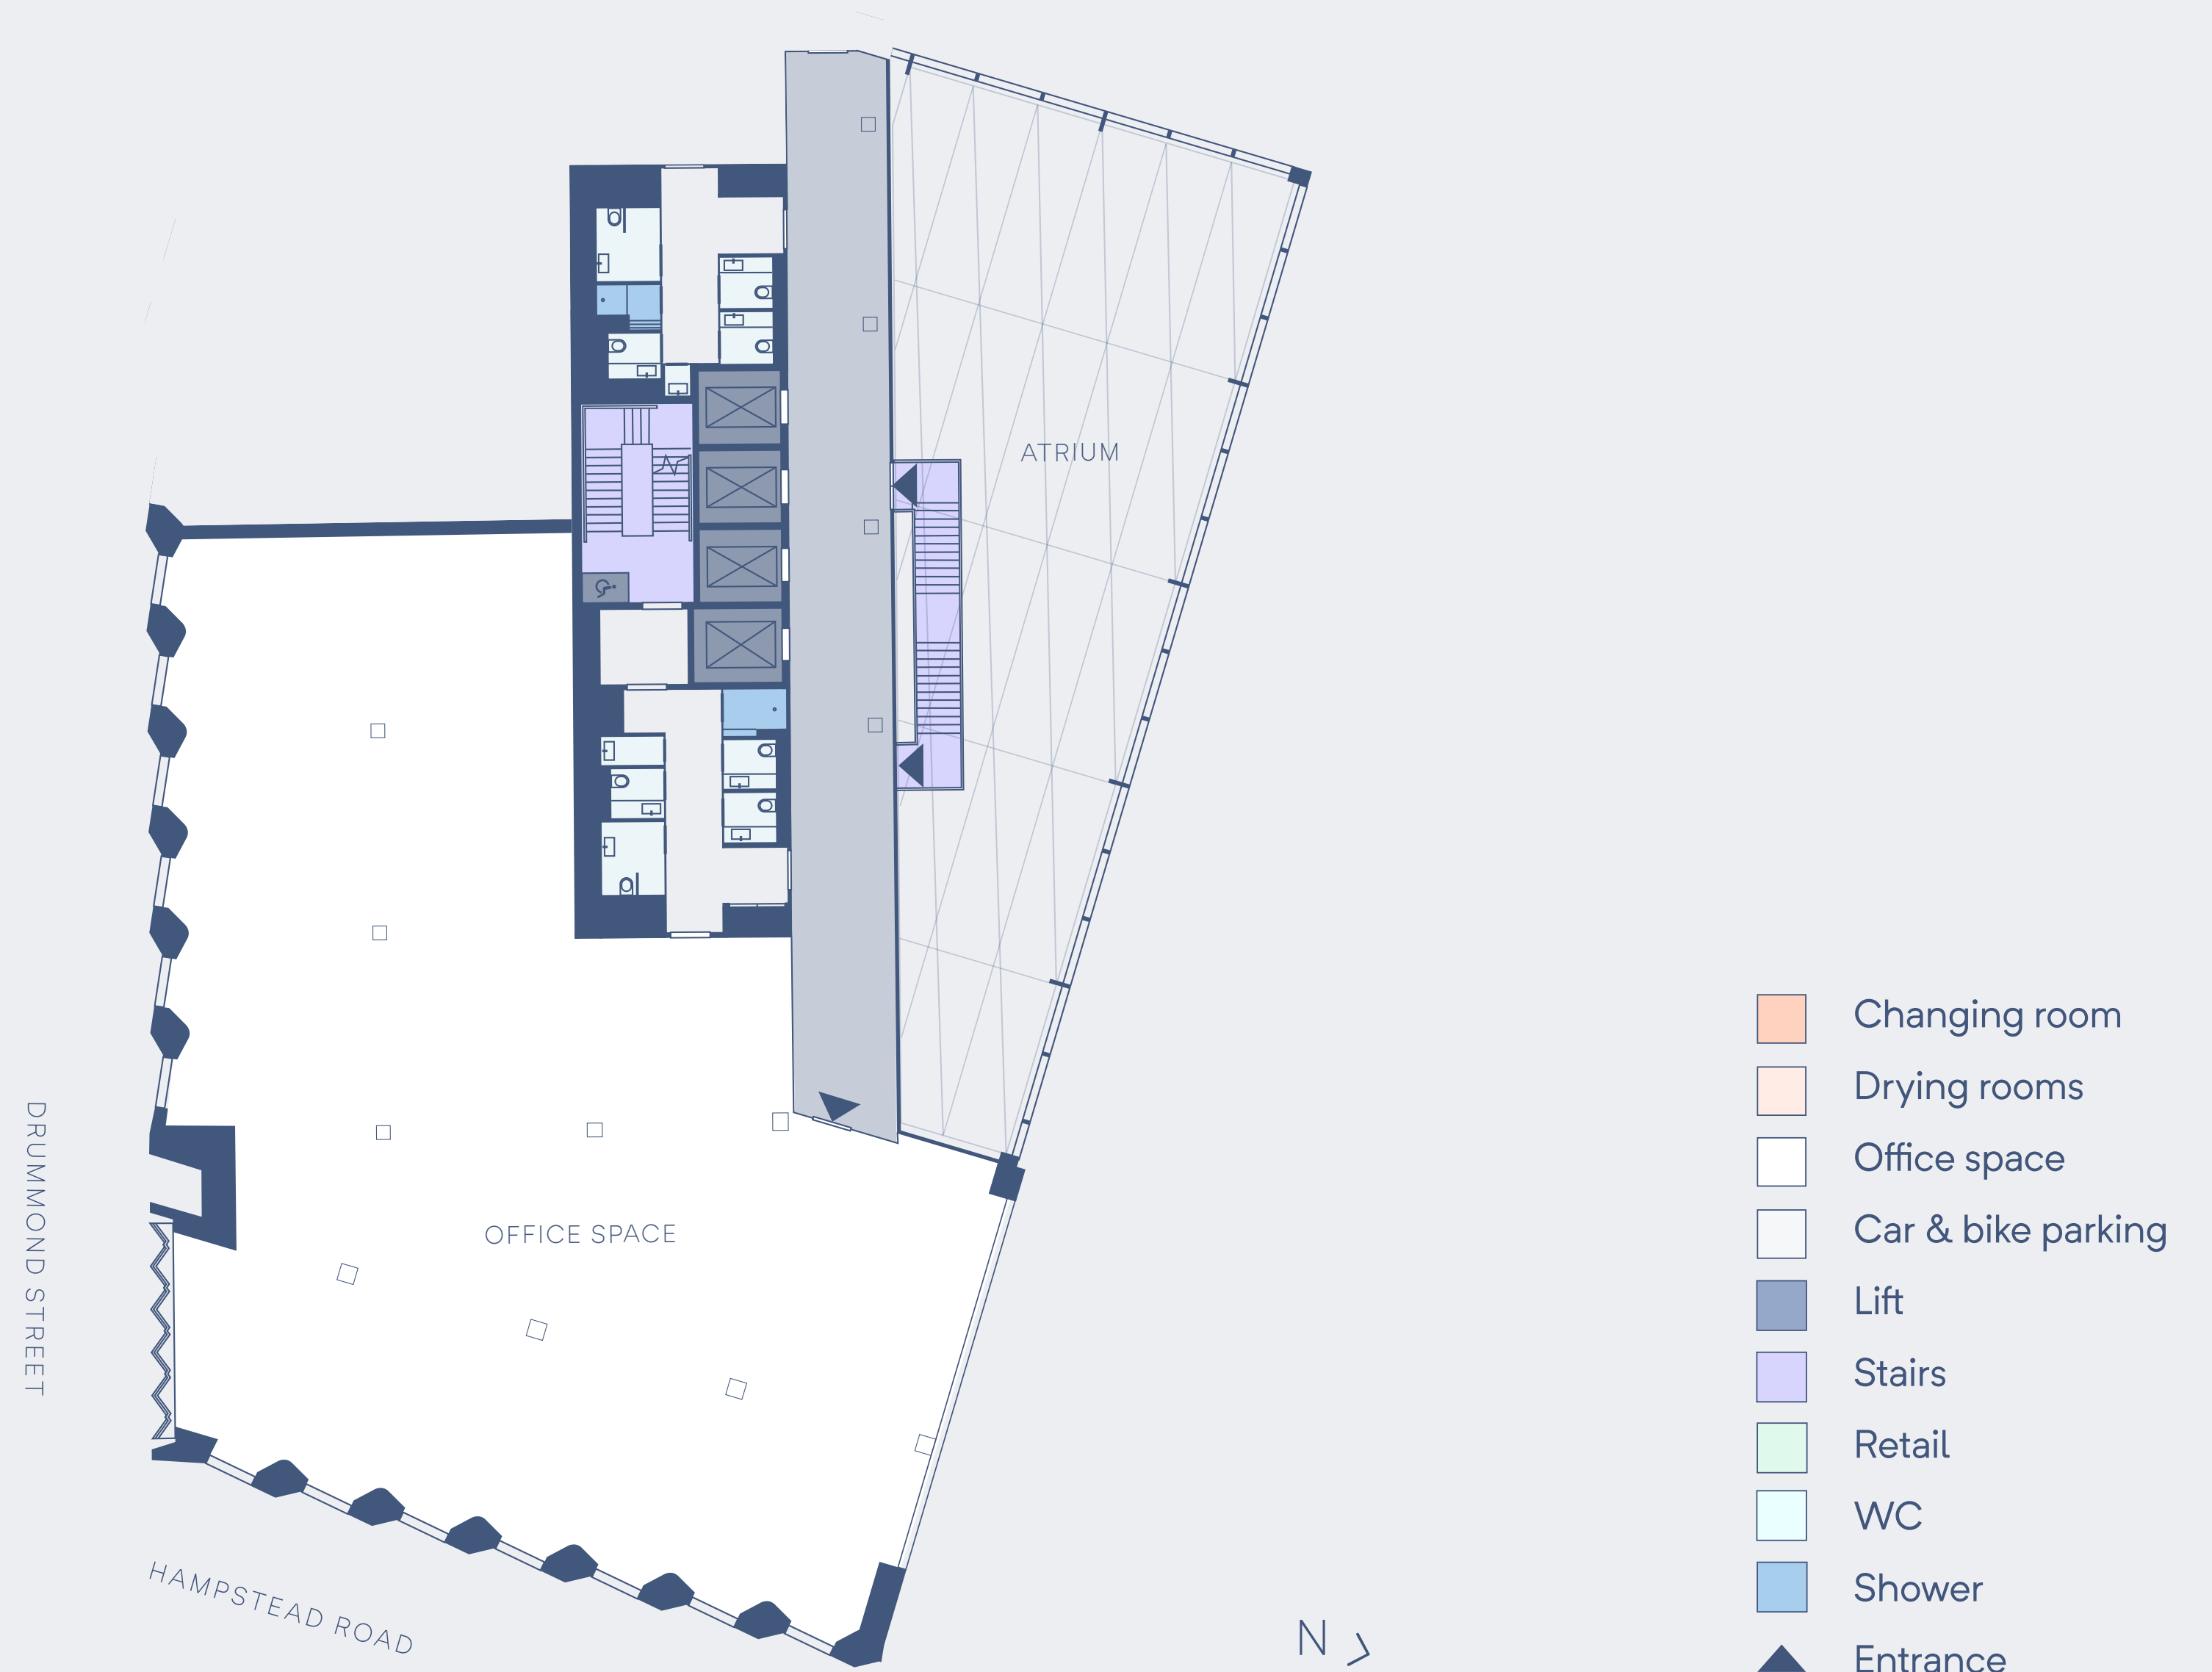 ATRIUM
OFFICE SPACE
DRUMMOND STREET
HAMPSTEAD ROAD
N
Changing room
Drying rooms
Office space
Car & bike parking
Lift
Stairs
Retail
WC
Shower
Entrance